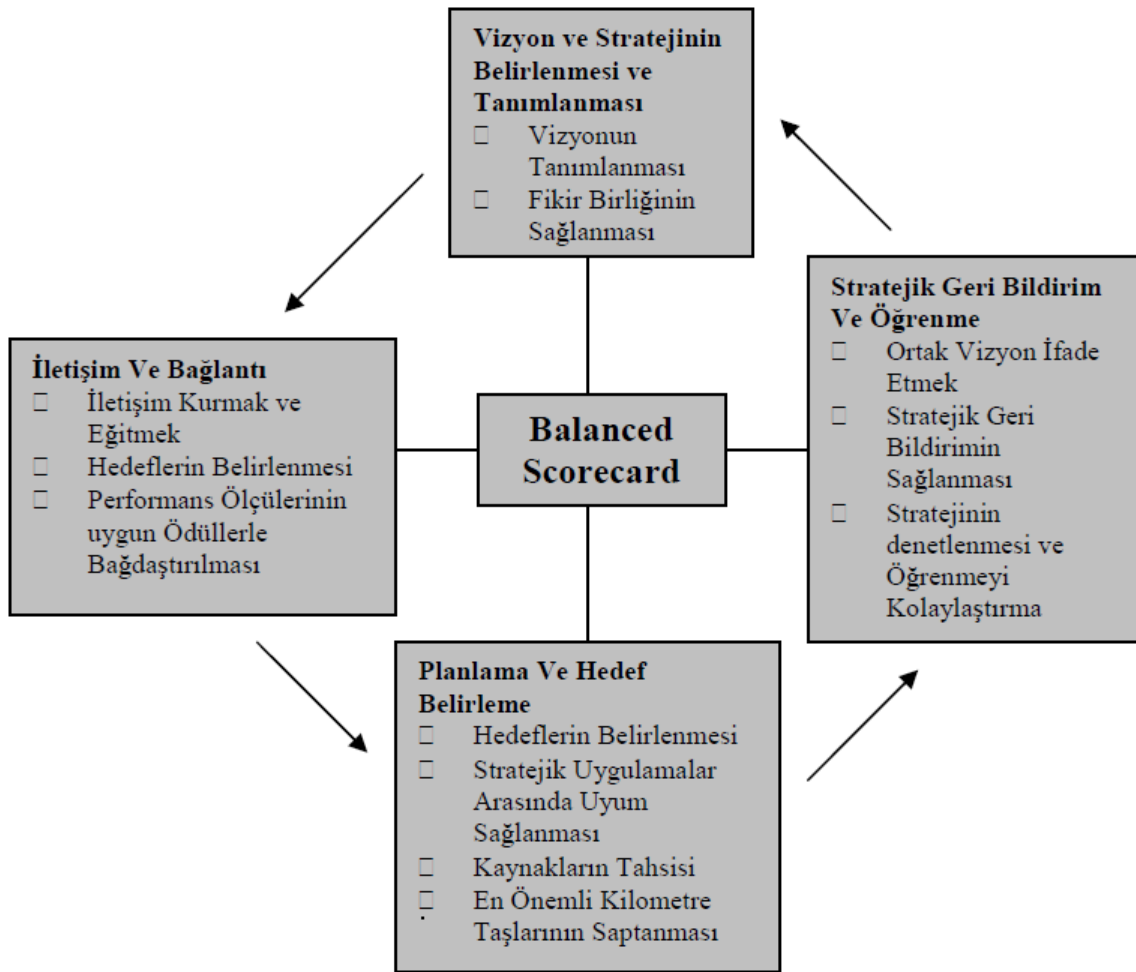 Vizyon ve Stratejinin
Belirlenmesi ve
Tanımlanması
Vizyonun
Tanımlanması
Fikir Birliğinin
Sağlanması
Stratejik Geri Bildirim
Ve Öğrenme
Ortak Vizyon İfade
Etmek
Stratejik Geri
Bildirimin
Sağlanması
Stratejinin
denetlenmesi ve
Öğrenmeyi
Kolaylaştırma
İletişim Ve Bağlantı
İletişim Kurmak ve
Eğitmek
Hedeflerin Belirlenmesi
Performans Ölçülerinin
uygun Ödüllerle
Bağdaştırılması
Balanced
Scorecard
Planlama Ve Hedef
Belirleme
Hedeflerin Belirlenmesi
Stratejik Uygulamalar
Arasında Uyum
Sağlanması
Kaynakların Tahsisi
En Önemli Kilometre
Taşlarının Saptanması